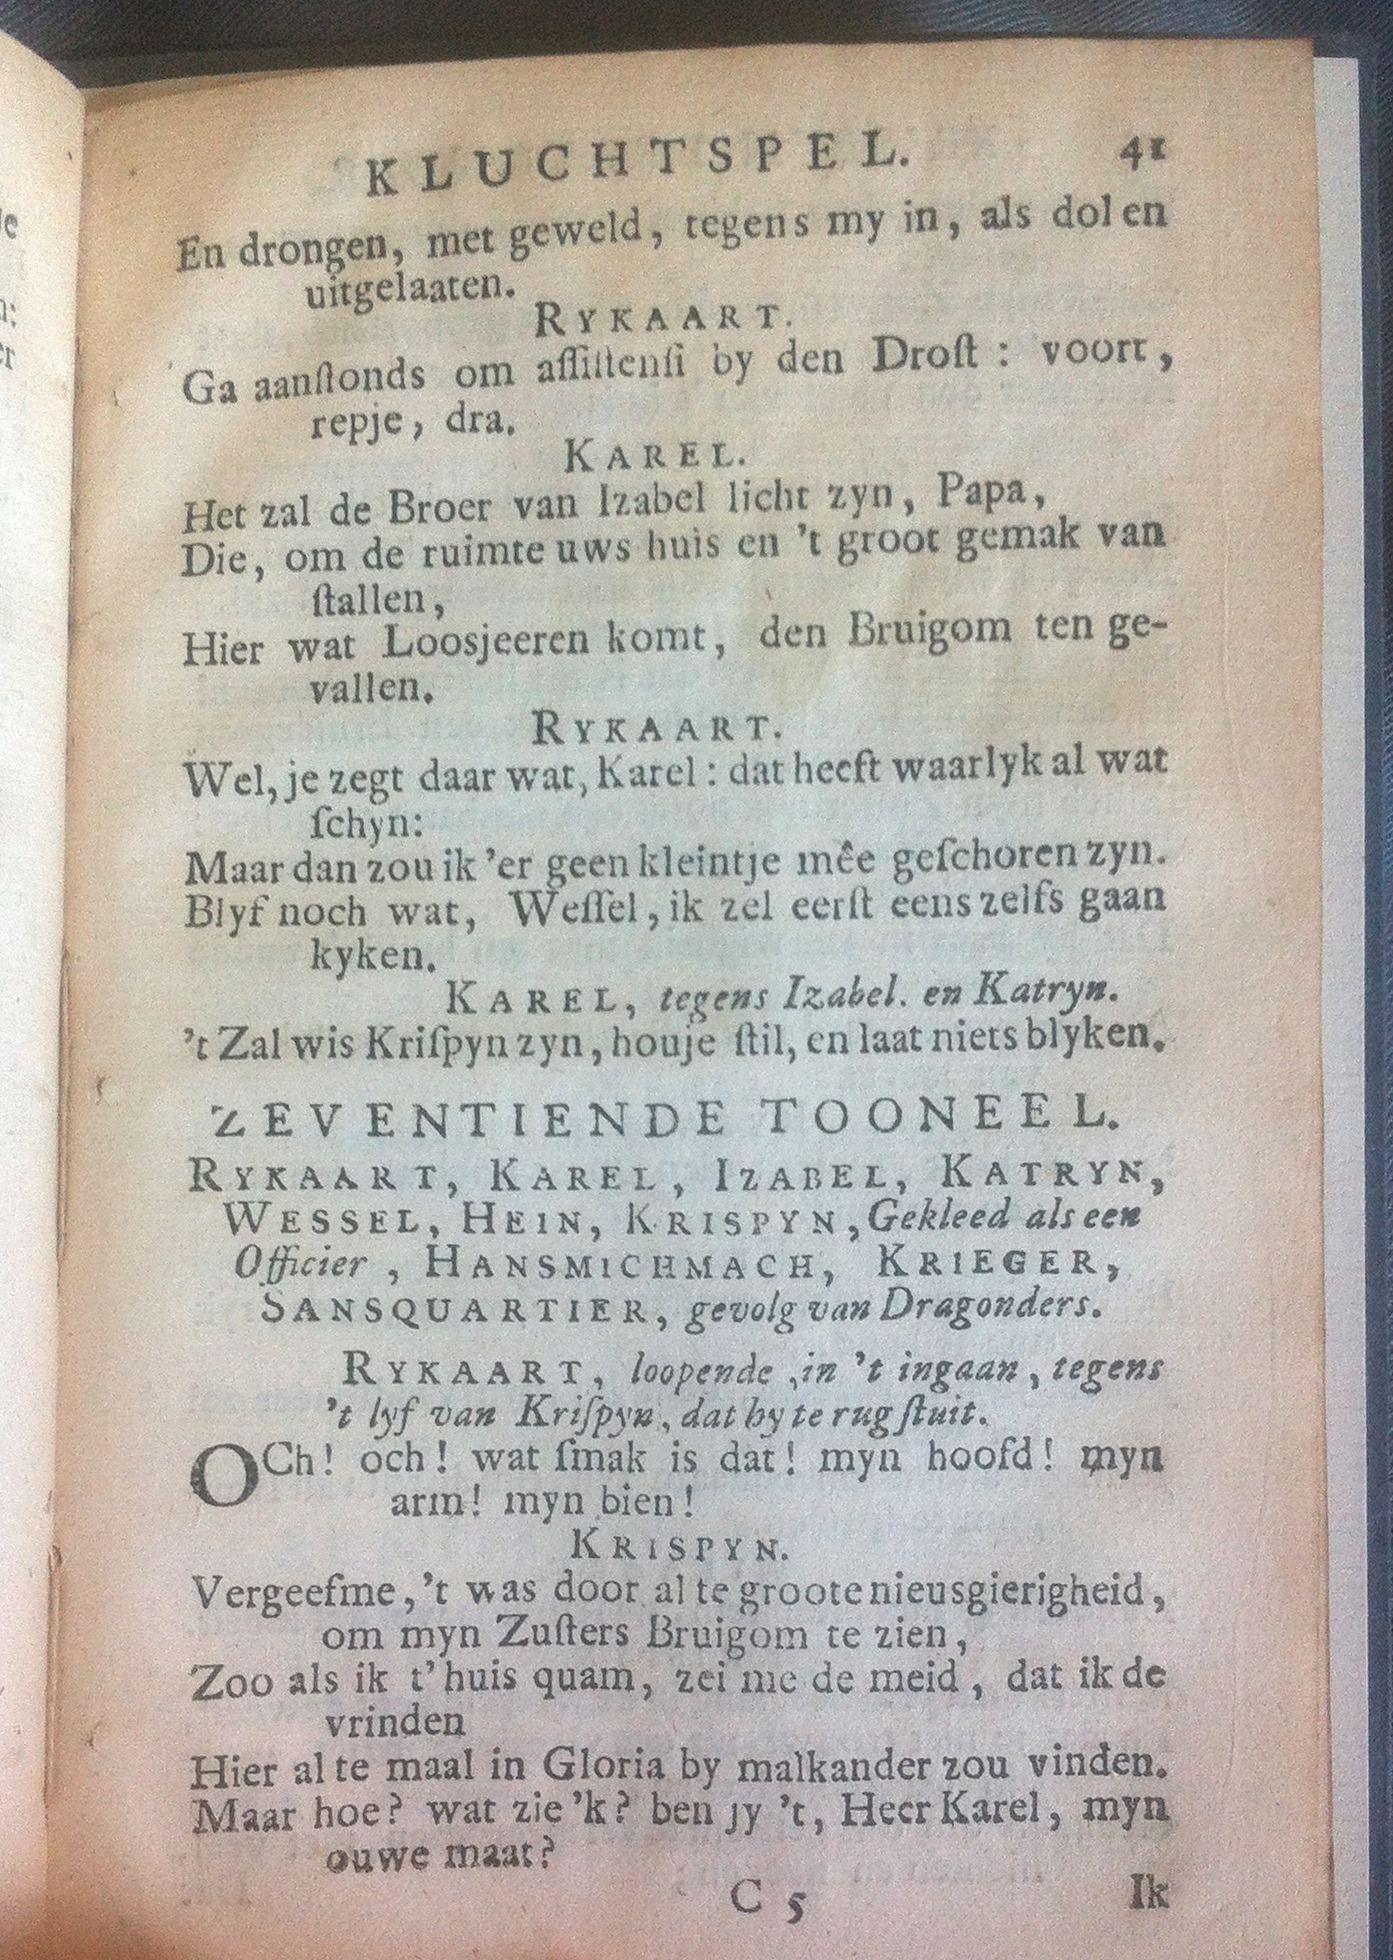 KLUCHTSPEL. 41
En drongen, met geweld, tegens my in, als dol en
uitgelaaten.
RYKAART.
Ga aanſtonds om aſſiſtenſi by den Droſt: voort,
repje, dra.
KAREL.
Het zal de Broer van Izabel licht zyn, Papa,
Die, om de ruimte uws huis en 't groot gemak van
ſtallen,
Hier wat Loosjeeren komt, den Bruigom ten ge-
vallen.
RYKAART.
Wel, je zegt daar wat, Karel: dat heeft waarlyk al wat
ſchyn:
Maar dan zou ik 'er geen kleintje mêe geſchoren zyn.
Blyf noch wat, Weſſel, ik zel eerſt eens zelfs gaan
kyken.
KAREL, tegens Izabel. en Katryn.
't Zal wis Kriſpyn zyn, houje ſtil, en laat niets blyken.
ZEVENTIENDE TOONEEL.
RYKAART, KAREL, IZABEL, KATRYN,
WESSEL, HEIN, KRISPYN, Gekleed als een
Officier, HANSMICHMACH, KRIEGER,
SANSQUARTIER, gevolg van Dragonders.
RYKAART, loopende, in 't ingaan, tegens
't lyf van Kriſpyn, dat hy te rug ſtuit.
OCh! och! wat ſmak is dat! myn hoofd! myn
arm! myn bien!
KRISPYN.
Vergeefme, 't was door al te groote nieusgierigheid,
om myn Zuſters Bruigom te zien,
Zoo als ik t'huis quam, zei me de meid, dat ik de
vrinden
Hier al te maal in Gloria by malkander zou vinden.
Maar hoe? wat zie 'k? ben jy 't, Heer Karel, myn
ouwe maat?
C 5 Ik